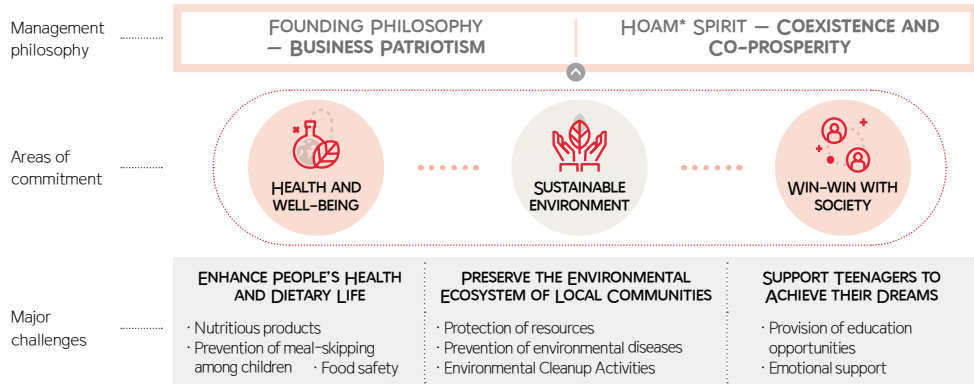 Management
philosophy
FOUNDING PHILOSOPHY
— BUSINESS PATRIOTISM
HOAM* SPIRIT — COEXISTENCE AND
CO-PROSPERITY
Areas of
commitment
HEALTH AND
WELL-BEING
SUSTAINABLE
ENVIRONMENT
WIN-WIN WITH
SOCIETY
Major
challenges
ENHANCE PEOPLE'S HEALTH
AND DIETARY LIFE
· Nutritious products
· Prevention of meal-skipping
among children · Food safety
PRESERVE THE ENVIRONMENTAL
ECOSYSTEM OF LOCAL COMMUNITIES
· Protection of resources
· Prevention of environmental diseases
· Environmental Cleanup Activities
SUPPORT TEENAGERS TO
ACHIEVE THEIR DREAMS
· Provision of education
opportunities
· Emotional support